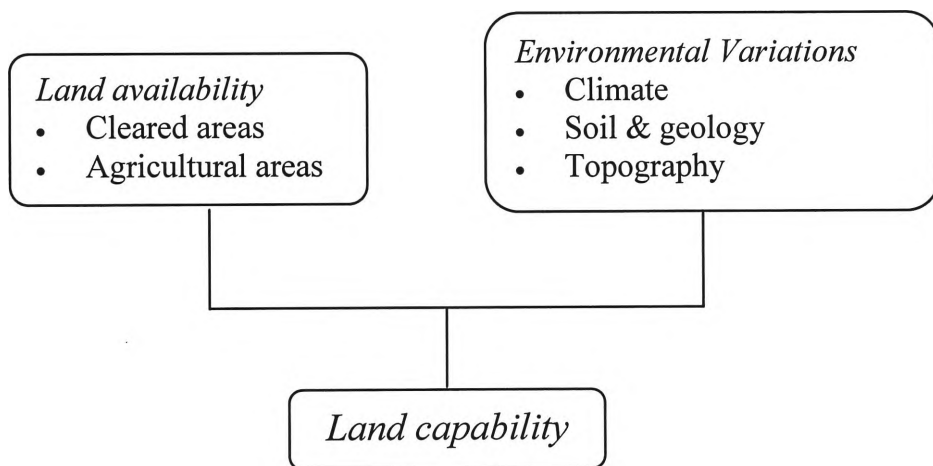 Land availability
• Cleared areas
• Agricultural areas
Environmental Variations
• Climate
• Soil & geology
• Topography
Land capability